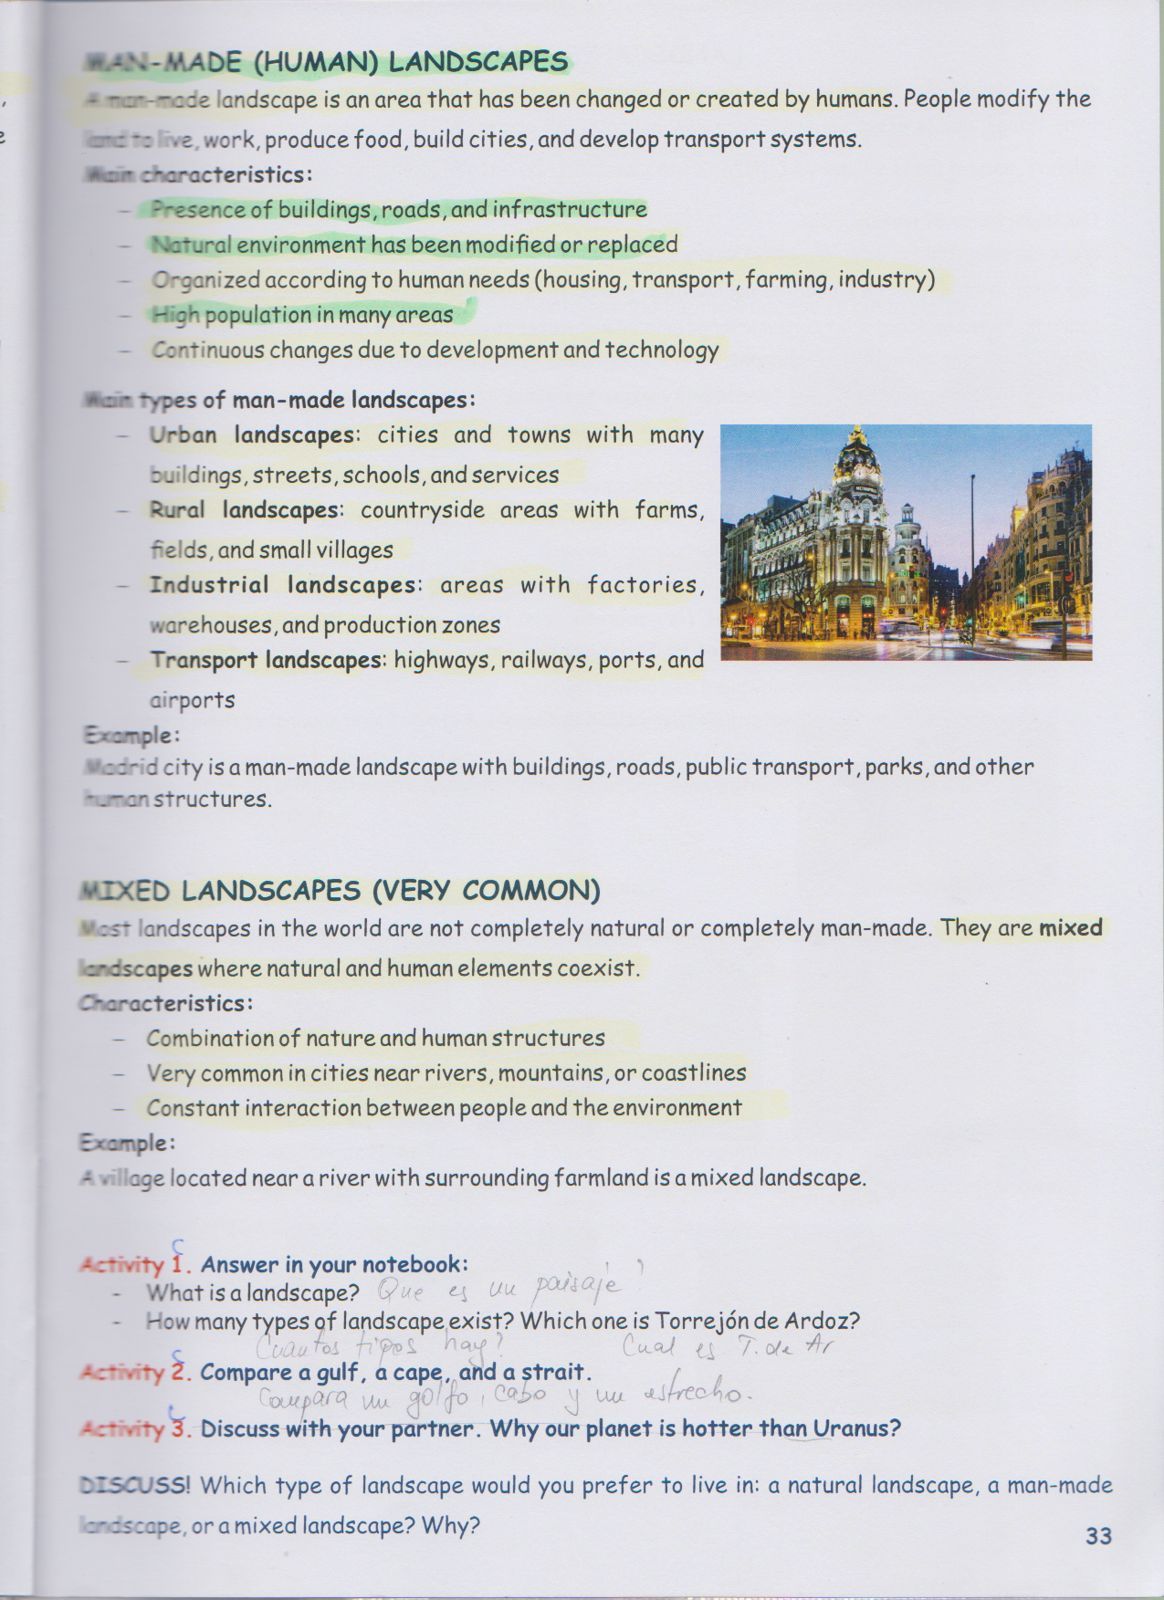 MAN-MADE (HUMAN) LANDSCAPES
A man-made landscape is an area that has been changed or created by humans. People modify the
land to live, work, produce food, build cities, and develop transport systems.
Main characteristics:
- Presence of buildings, roads, and infrastructure
- Natural environment has been modified or replaced
- Organized according to human needs (housing, transport, farming, industry)
- High population in many areas
- Continuous changes due to development and technology
Main types of man-made landscapes:
- Urban landscapes: cities and towns with many
buildings, streets, schools, and services
- Rural landscapes: countryside areas with farms,
fields, and small villages
- Industrial landscapes: areas with factories,
warehouses, and production zones
- Transport landscapes: highways, railways, ports, and
airports
Example:
Madrid city is a man-made landscape with buildings, roads, public transport, parks, and other
human structures.
MIXED LANDSCAPES (VERY COMMON)
Most landscapes in the world are not completely natural or completely man-made. They are mixed
landscapes where natural and human elements coexist.
Characteristics:
- Combination of nature and human structures
- Very common in cities near rivers, mountains, or coastlines
- Constant interaction between people and the environment
Example:
A village located near a river with surrounding farmland is a mixed landscape.
Activity 1. Answer in your notebook:
- What is a landscape? Que es un paisaje?
- How many types of landscape exist? Which one is Torrejón de Ardoz?
Cuantos tipos hay? Cual es T. de Ar
Activity 2. Compare a gulf, a cape, and a strait.
Compara un golfo, cabo y un estrecho.
Activity 3. Discuss with your partner. Why our planet is hotter than Uranus?
DISCUSS! Which type of landscape would you prefer to live in: a natural landscape, a man-made
landscape, or a mixed landscape? Why?
33